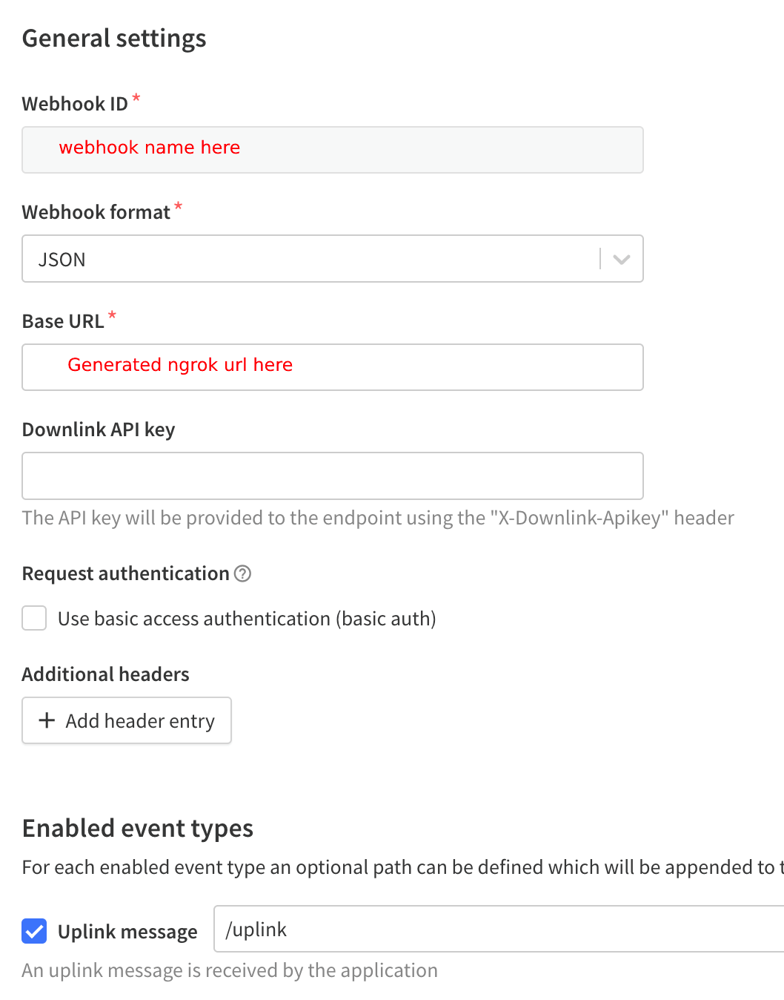 General settings
Webhook ID *
webhook name here
Webhook format *
JSON
Base URL *
Generated ngrok url here
Downlink API key
The API key will be provided to the endpoint using the "X-Downlink-Apikey" header
Request authentication ?
Use basic access authentication (basic auth)
Additional headers
+ Add header entry
Enabled event types
For each enabled event type an optional path can be defined which will be appended to t
Uplink message /uplink
An uplink message is received by the application